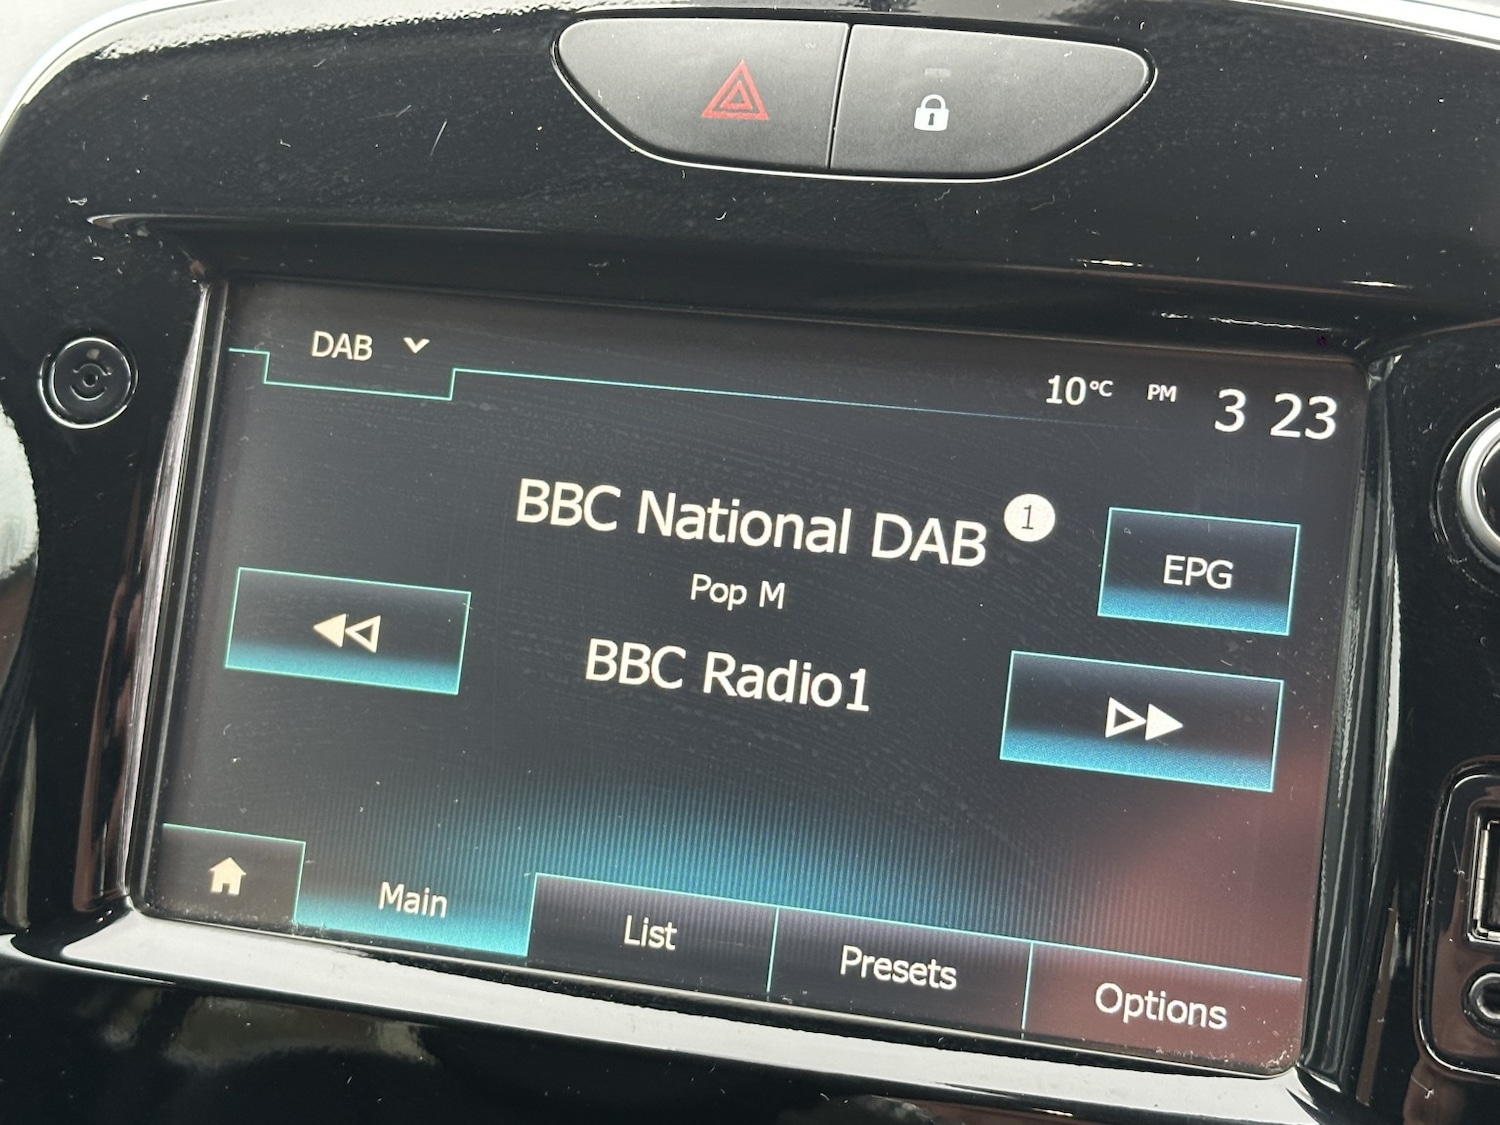 DAB
10°C PM 3 23
BBC National DAB 1
EPG
Pop M
BBC Radio1
Main
List
Presets
Options